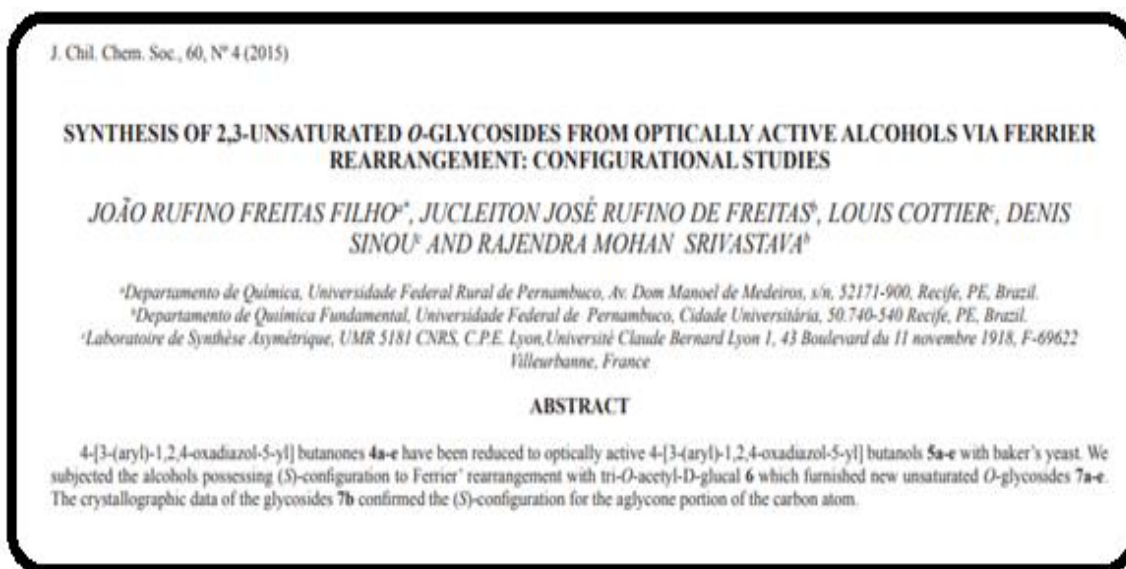 J. Chil. Chem. Soc., 60, Nº 4 (2015)
SYNTHESIS OF 2,3-UNSATURATED O-GLYCOSIDES FROM OPTICALLY ACTIVE ALCOHOLS VIA FERRIER
REARRANGEMENT: CONFIGURATIONAL STUDIES
JOÃO RUFINO FREITAS FILHOᵃ*, JUCLEITON JOSÉ RUFINO DE FREITASᵇ, LOUIS COTTIERᶜ, DENIS
SINOUᶜ AND RAJENDRA MOHAN SRIVASTAVAᵇ
ᵃDepartamento de Química, Universidade Federal Rural de Pernambuco, Av. Dom Manoel de Medeiros, s/n, 52171-900, Recife, PE, Brazil.
ᵇDepartamento de Química Fundamental, Universidade Federal de Pernambuco, Cidade Universitária, 50.740-540 Recife, PE, Brazil.
ᶜLaboratoire de Synthèse Asymétrique, UMR 5181 CNRS, C.P.E. Lyon,Université Claude Bernard Lyon 1, 43 Boulevard du 11 novembre 1918, F-69622
Villeurbanne, France
ABSTRACT
4-[3-(aryl)-1,2,4-oxadiazol-5-yl] butanones 4a-e have been reduced to optically active 4-[3-(aryl)-1,2,4-oxadiazol-5-yl] butanols 5a-e with baker's yeast. We
subjected the alcohols possessing (S)-configuration to Ferrier' rearrangement with tri-O-acetyl-D-glucal 6 which furnished new unsaturated O-glycosides 7a-e.
The crystallographic data of the glycosides 7b confirmed the (S)-configuration for the aglycone portion of the carbon atom.